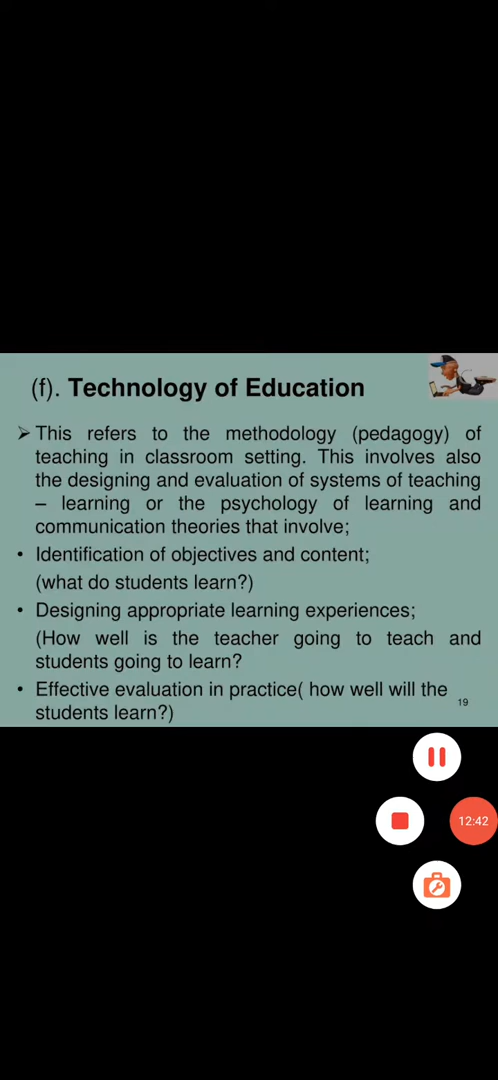 (f). Technology of Education
➤ This refers to the methodology (pedagogy) of
teaching in classroom setting. This involves also
the designing and evaluation of systems of teaching
– learning or the psychology of learning and
communication theories that involve;
• Identification of objectives and content;
(what do students learn?)
• Designing appropriate learning experiences;
(How well is the teacher going to teach and
students going to learn?
• Effective evaluation in practice( how well will the
students learn?)
19
12:42